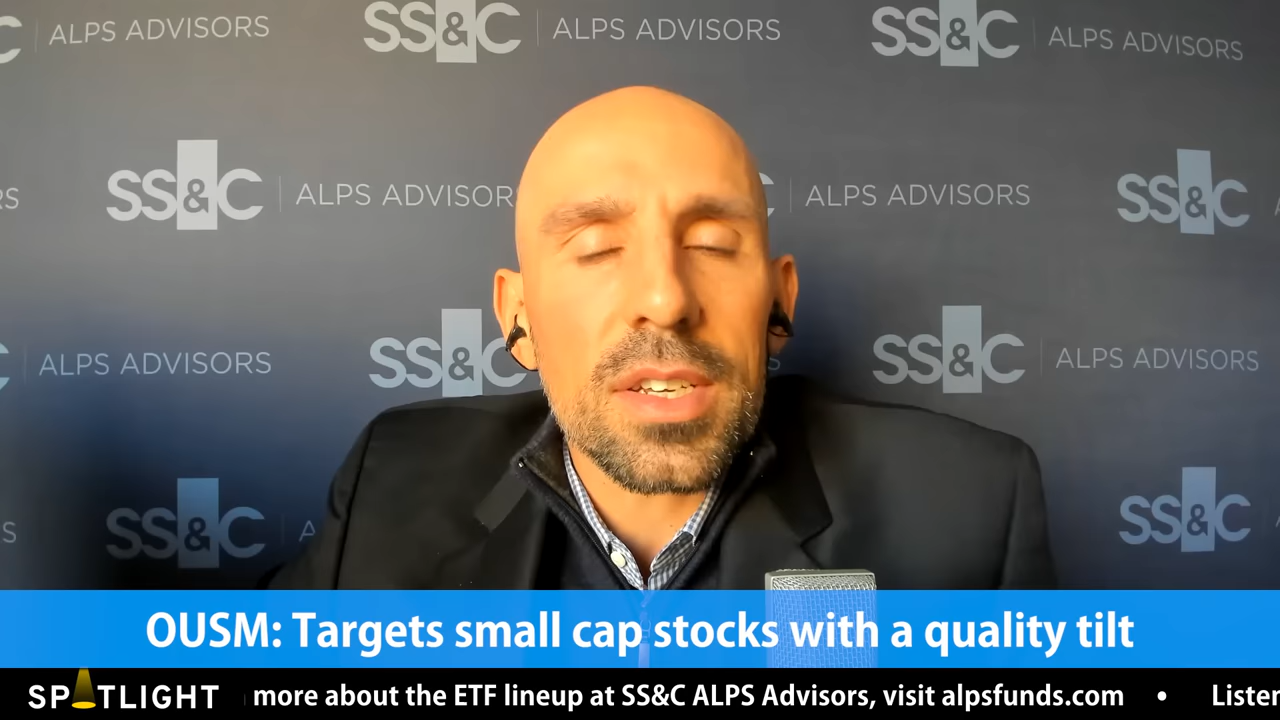 C | ALPS ADVISORS SS&C | ALPS ADVISORS SS&C | ALPS ADVISORS
RS SS&C | ALPS ADVISORS C | ALPS ADVISORS SS&C
C | ALPS ADVISORS SS&C S SS&C | ALPS ADVISORS
RS SS&C | A SS&C
OUSM: Targets small cap stocks with a quality tilt
SPOTLIGHT more about the ETF lineup at SS&C ALPS Advisors, visit alpsfunds.com • Listen